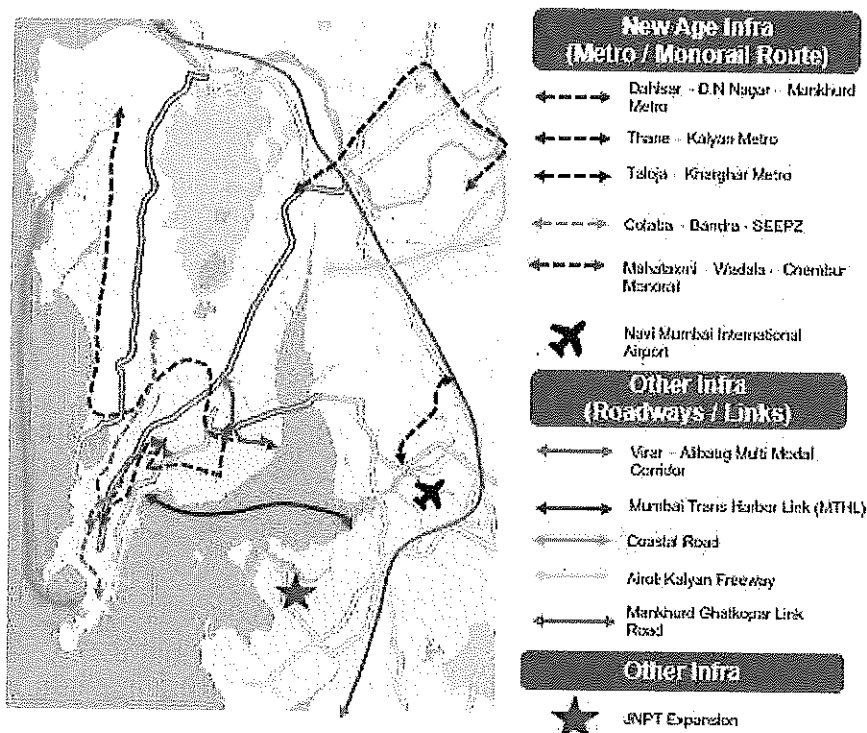 New Age Infra
(Metro / Monorail Route)
Dahisar - D.N Nagar - Mankhurd
Metro
Thane - Kalyan Metro
Taloja - Kharghar Metro
Colaba - Bandra - SEEPZ
Mahalaxmi - Wadala - Chembur
Monorail
Navi Mumbai International
Airport
Other Infra
(Roadways / Links)
Virar - Alibaug Multi Modal
Corridor
Mumbai Trans Harbor Link (MTHL)
Coastal Road
Airoli Kalyan Freeway
Mankhurd Ghatkopar Link
Road
Other Infra
JNPT Expansion